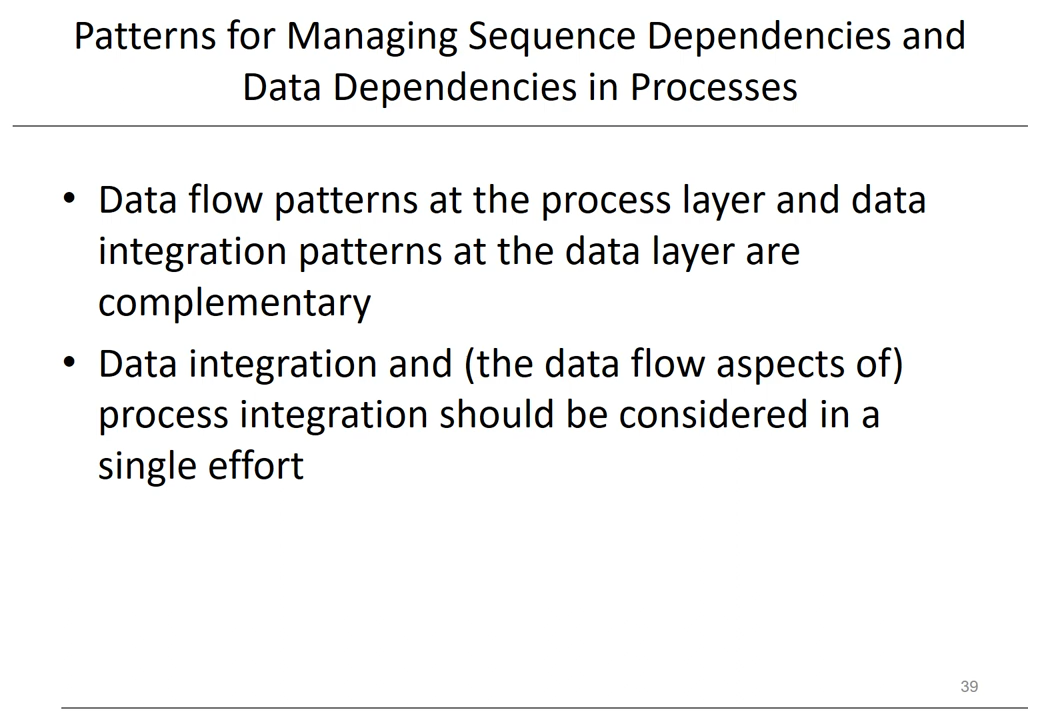 Patterns for Managing Sequence Dependencies and
Data Dependencies in Processes
• Data flow patterns at the process layer and data
integration patterns at the data layer are
complementary
• Data integration and (the data flow aspects of)
process integration should be considered in a
single effort
39